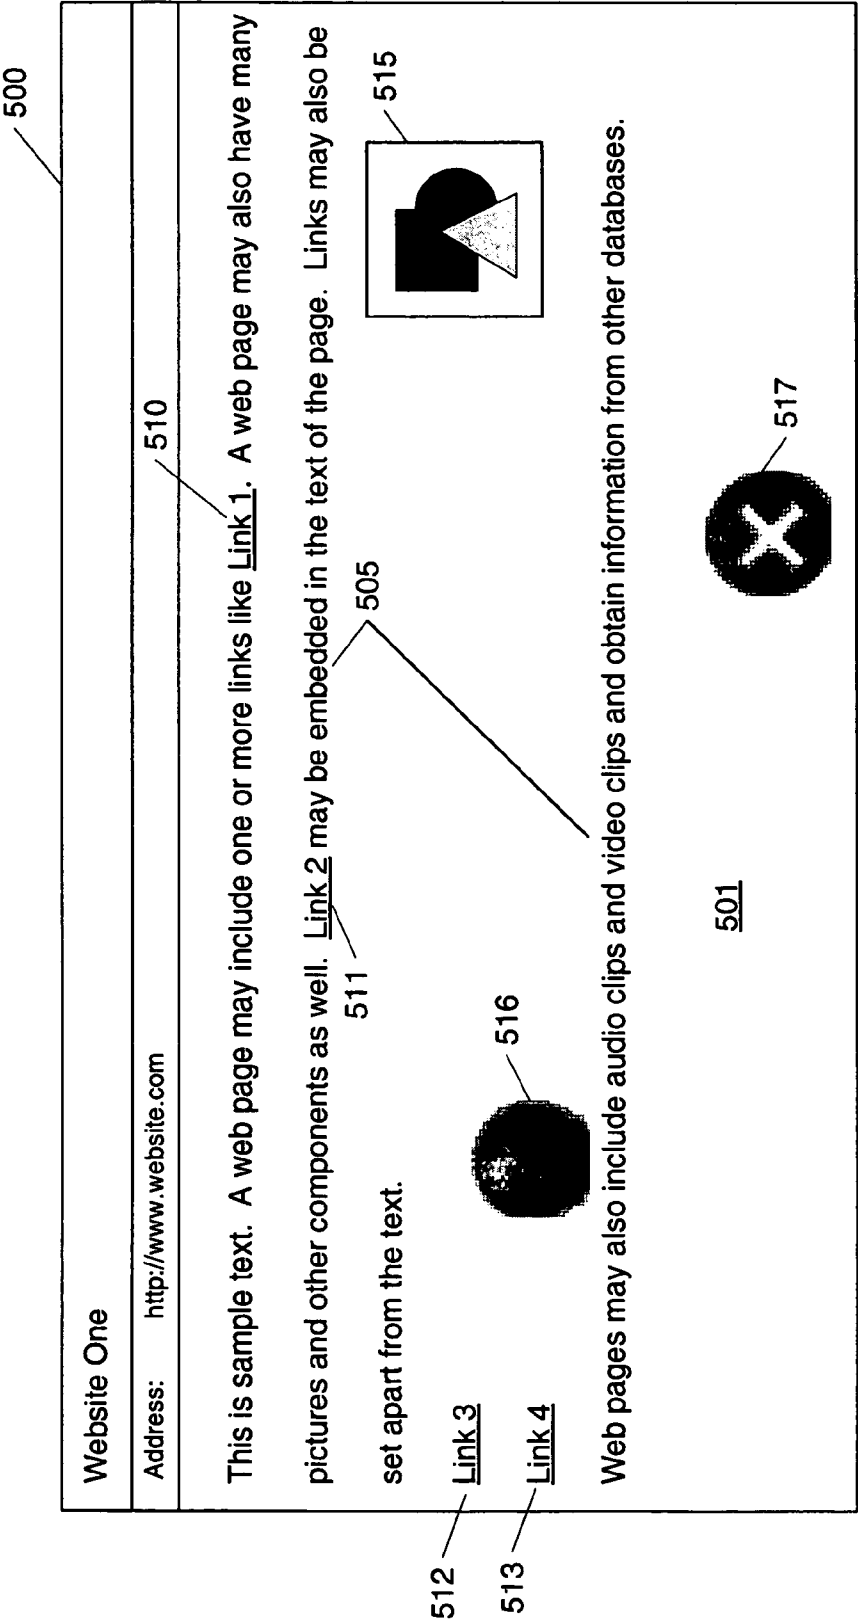 500
Website One
Address: http://www.website.com
510
This is sample text. A web page may include one or more links like Link 1. A web page may also have many
pictures and other components as well. Link 2 may be embedded in the text of the page. Links may also be
511
505
515
set apart from the text.
512
Link 3
516
513
Link 4
Web pages may also include audio clips and video clips and obtain information from other databases.
501
517